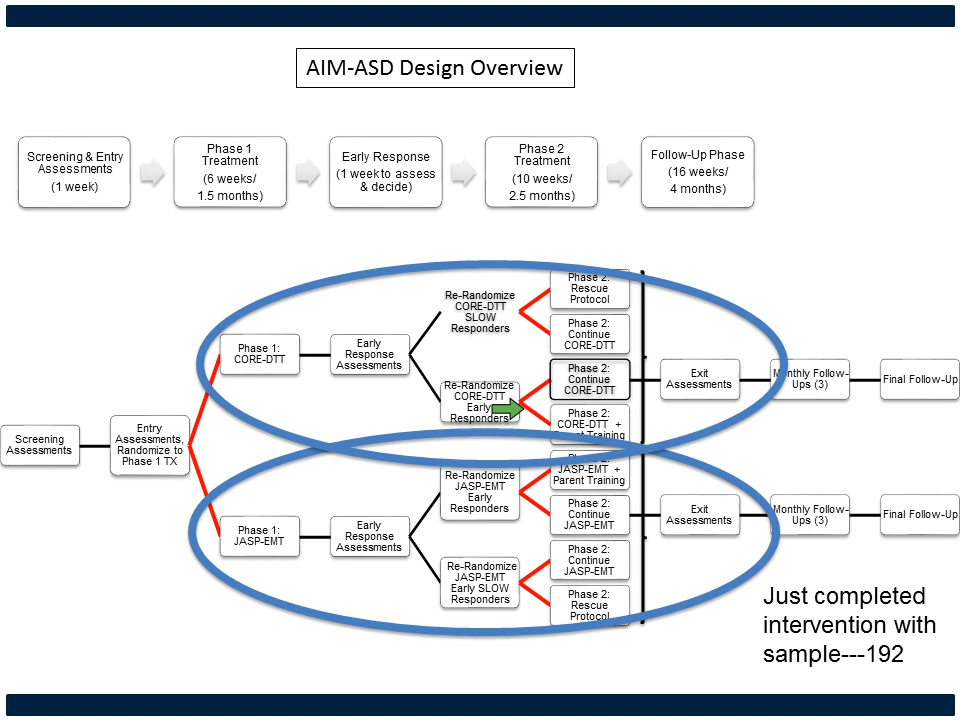 AIM-ASD Design Overview
Screening & Entry
Assessments
(1 week)
Phase 1
Treatment
(6 weeks/
1.5 months)
Early Response
(1 week to assess
& decide)
Phase 2
Treatment
(10 weeks/
2.5 months)
Follow-Up Phase
(16 weeks/
4 months)
Screening
Assessments
Entry
Assessments,
Randomize to
Phase 1 TX
Phase 1:
CORE-DTT
Early
Response
Assessments
Re-Randomize
CORE-DTT
SLOW
Responders
Phase 2:
Rescue
Protocol
Phase 2:
Continue
CORE-DTT
Re-Randomize
CORE-DTT
Early
Responders
Phase 2:
Continue
CORE-DTT
Phase 2:
CORE-DTT +
Parent Training
Exit
Assessments
Monthly Follow-
Ups (3)
Final Follow-Up
Phase 1:
JASP-EMT
Early
Response
Assessments
Re-Randomize
JASP-EMT
Early
Responders
Phase 2:
JASP-EMT +
Parent Training
Phase 2:
Continue
JASP-EMT
Re-Randomize
JASP-EMT
Early SLOW
Responders
Phase 2:
Continue
JASP-EMT
Phase 2:
Rescue
Protocol
Exit
Assessments
Monthly Follow-
Ups (3)
Final Follow-Up
Just completed
intervention with
sample---192